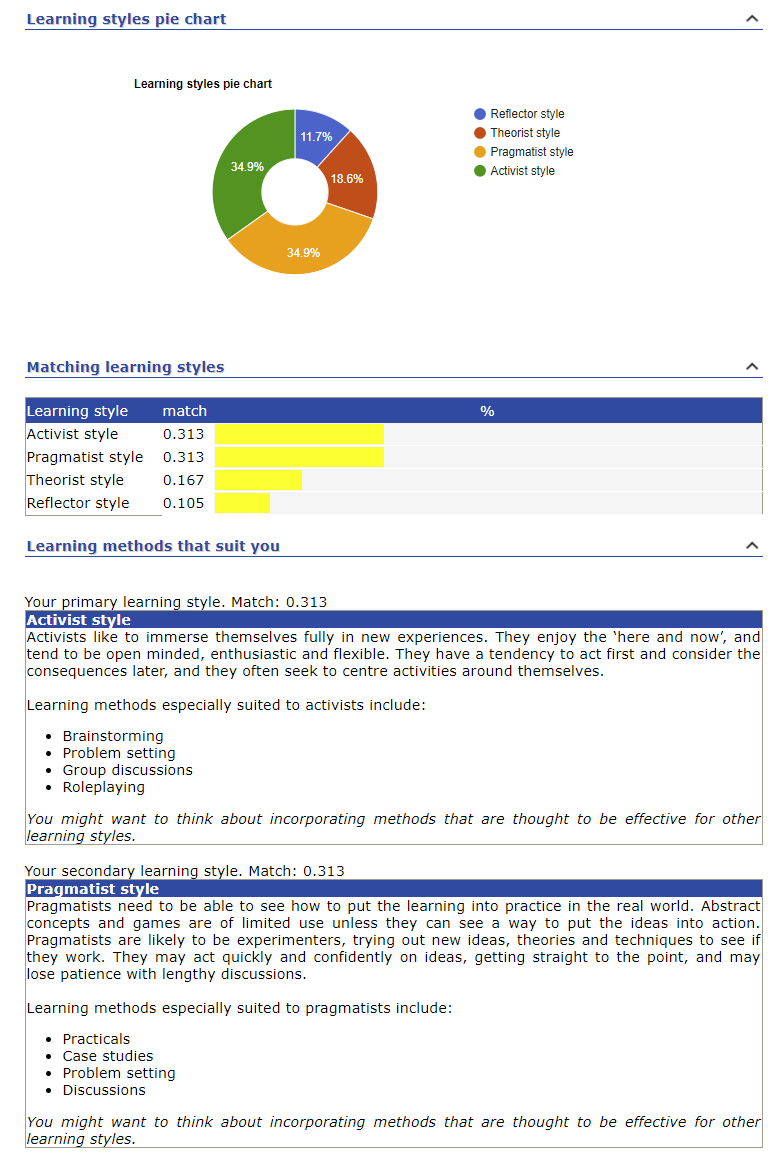 Learning styles pie chart
Learning styles pie chart
Reflector style
Theorist style
Pragmatist style
Activist style
11.7%
34.9%
18.6%
34.9%
Matching learning styles
Learning style match %
Activist style 0.313
Pragmatist style 0.313
Theorist style 0.167
Reflector style 0.105
Learning methods that suit you
Your primary learning style. Match: 0.313
Activist style
Activists like to immerse themselves fully in new experiences. They enjoy the ‘here and now’, and
tend to be open minded, enthusiastic and flexible. They have a tendency to act first and consider the
consequences later, and they often seek to centre activities around themselves.
Learning methods especially suited to activists include:
• Brainstorming
• Problem setting
• Group discussions
• Roleplaying
You might want to think about incorporating methods that are thought to be effective for other
learning styles.
Your secondary learning style. Match: 0.313
Pragmatist style
Pragmatists need to be able to see how to put the learning into practice in the real world. Abstract
concepts and games are of limited use unless they can see a way to put the ideas into action.
Pragmatists are likely to be experimenters, trying out new ideas, theories and techniques to see if
they work. They may act quickly and confidently on ideas, getting straight to the point, and may
lose patience with lengthy discussions.
Learning methods especially suited to pragmatists include:
• Practicals
• Case studies
• Problem setting
• Discussions
You might want to think about incorporating methods that are thought to be effective for other
learning styles.